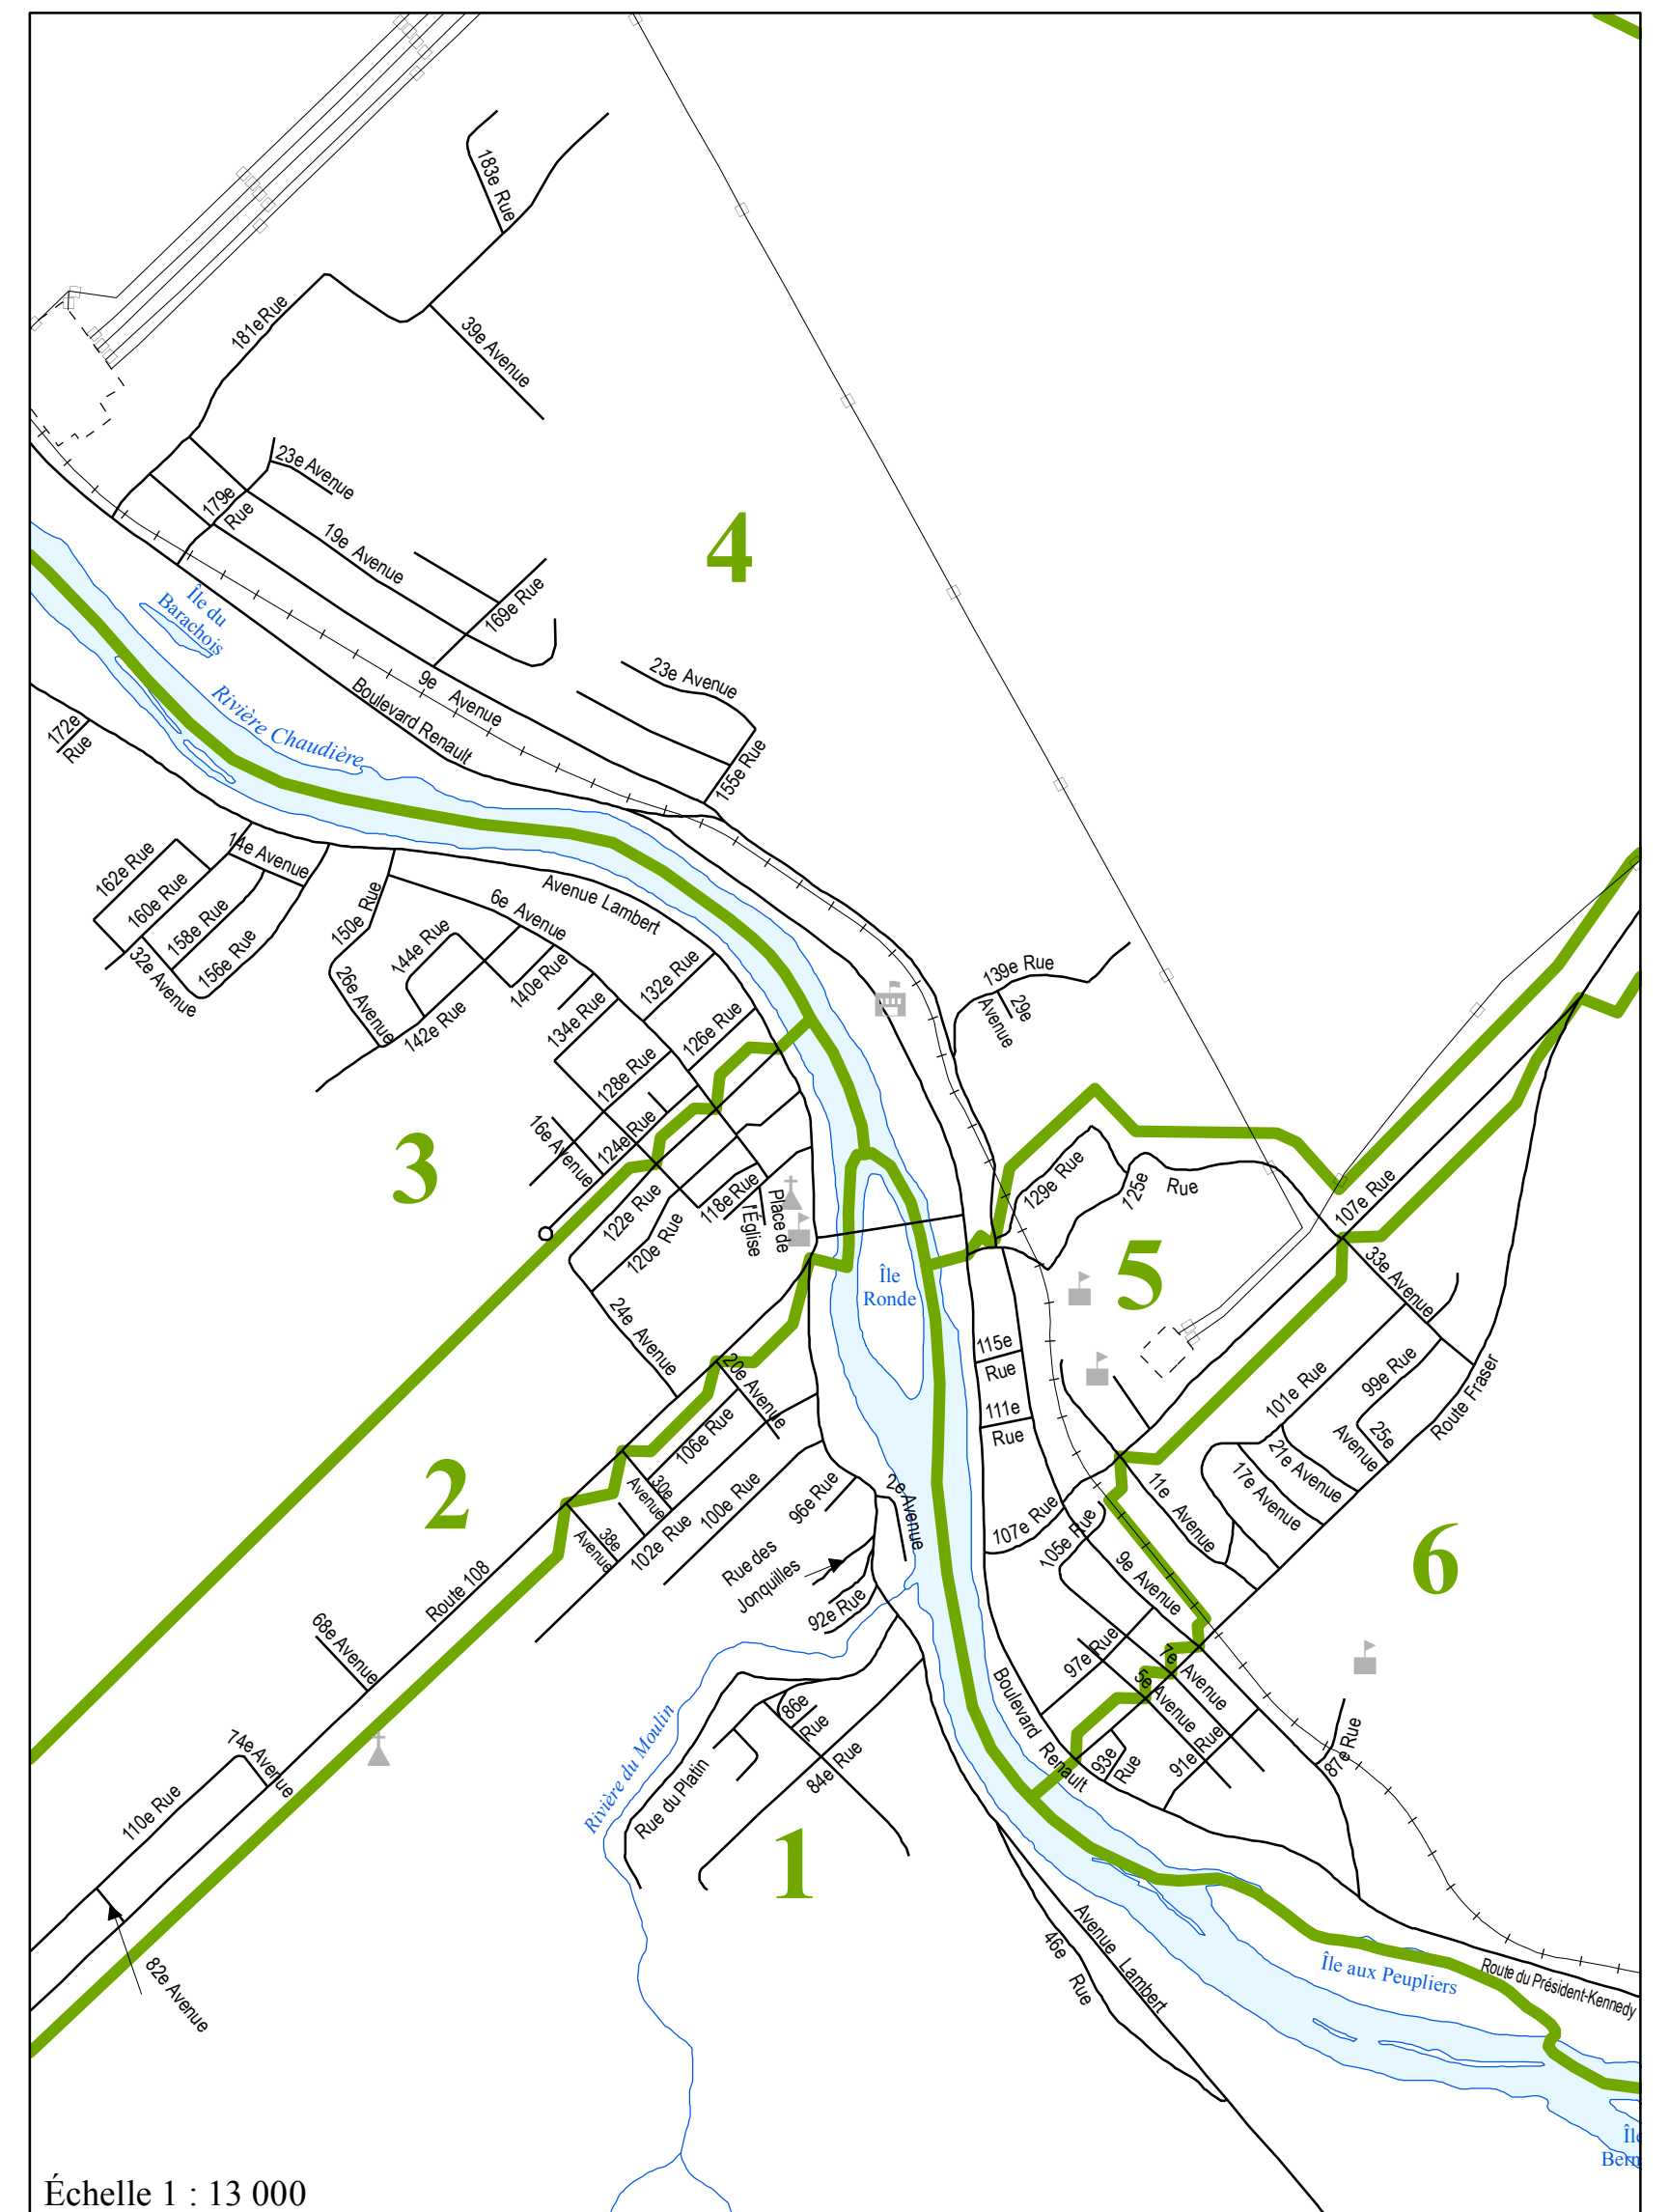 183e Rue
181e Rue
39e Avenue
23e Avenue
179e
Rue
19e Avenue
4
169e Rue
Île du
Barachois
9e Avenue
23e Avenue
Boulevard Renault
Rivière Chaudière
172e
Rue
155e Rue
14e Avenue
162e Rue
160e Rue
158e Rue
156e Rue
32e Avenue
150e Rue
Avenue Lambert
6e Avenue
144e Rue
26e Avenue
142e Rue
140e Rue
132e Rue
134e Rue
126e Rue
128e Rue
139e Rue
29e
Avenue
16e Avenue
124e Rue
3
122e Rue
120e Rue
118e Rue
Place de
l'Église
129e Rue
125e
Rue
107e Rue
5
33e Avenue
Île
Ronde
24e Avenue
20e Avenue
115e
Rue
111e
Rue
101e Rue
99e Rue
25e
Avenue
Route Fraser
21e Avenue
17e Avenue
11e Avenue
106e Rue
30e
Avenue
38e
Avenue
102e Rue
100e Rue
96e Rue
2e Avenue
2
107e Rue
105e Rue
9e Avenue
6
Rue des
Jonquilles
92e Rue
Route 108
68e Avenue
97e Rue
7e Avenue
5e Avenue
93e
Rue
91e Rue
87e Rue
Boulevard Renault
86e
Rue
84e Rue
Rivière du Moulin
Rue du Platin
74e Avenue
110e Rue
1
82e Avenue
46e Rue
Avenue Lambert
Île aux Peupliers
Route du Président-Kennedy
Île
Bern
Échelle 1 : 13 000